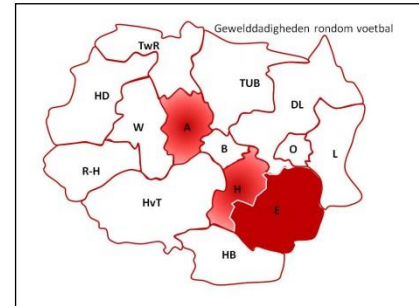 Gewelddadigheden rondom voetbal
TwR
HD
TUB
DL
W
A
B
O
L
R-H
H
HvT
E
HB